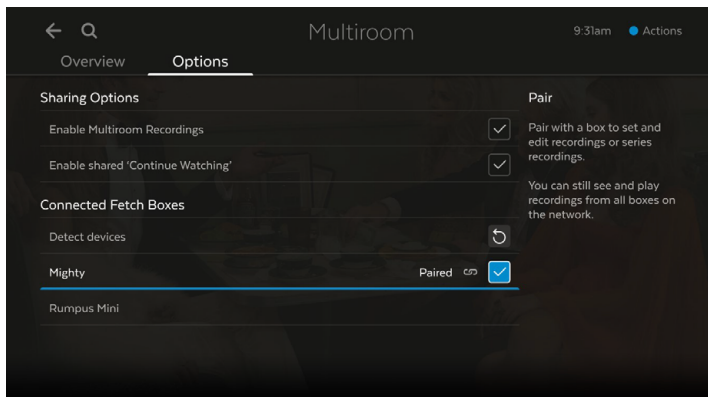 Multiroom
9:31am Actions
Overview Options
Sharing Options
Enable Multiroom Recordings
Enable shared ‘Continue Watching’
Connected Fetch Boxes
Detect devices
Mighty Paired
Rumpus Mini
Pair
Pair with a box to set and
edit recordings or series
recordings.
You can still see and play
recordings from all boxes on
the network.